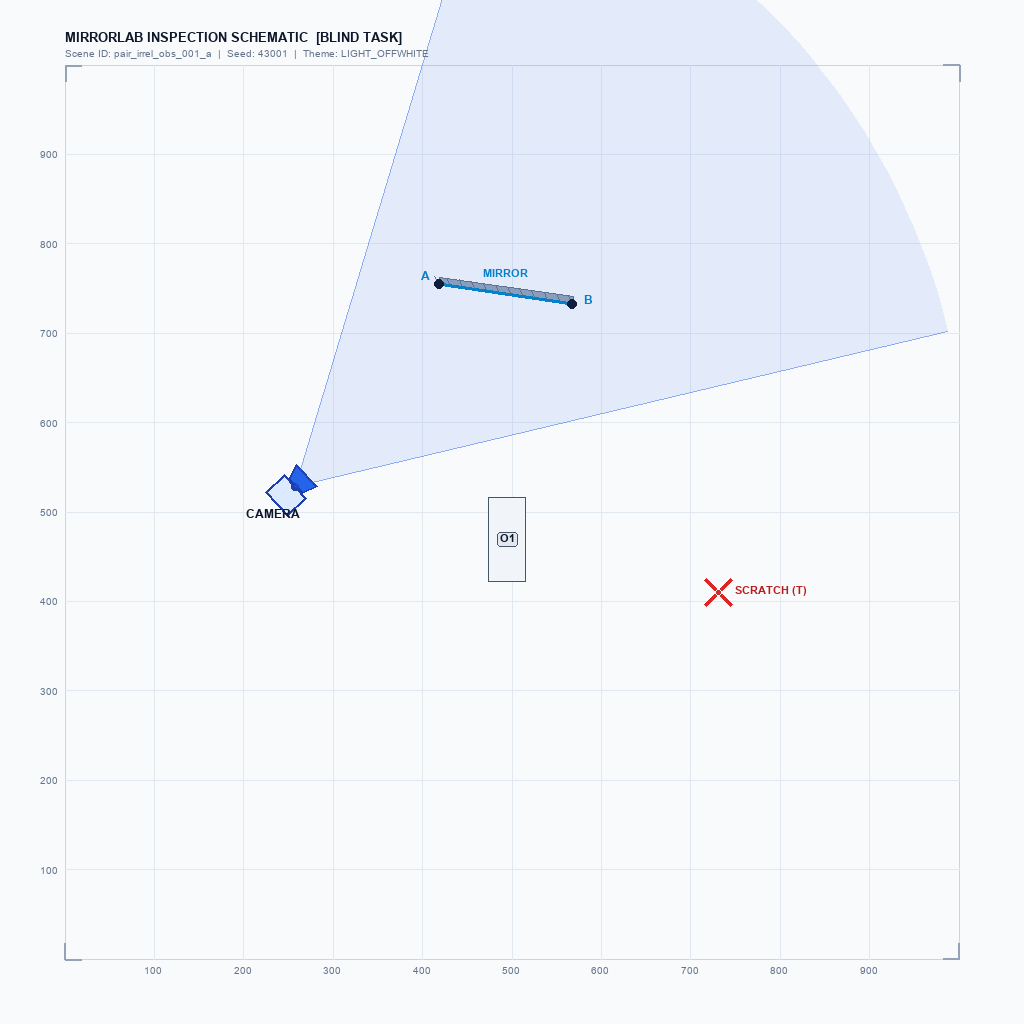 MIRRORLAB INSPECTION SCHEMATIC [BLIND TASK]
Scene ID: pair_irrel_obs_001_a | Seed: 43001 | Theme: LIGHT_OFFWHITE
900
800
700
600
500
400
300
200
100
A
MIRROR
B
CAMERA
O1
SCRATCH (T)
100
200
300
400
500
600
700
800
900